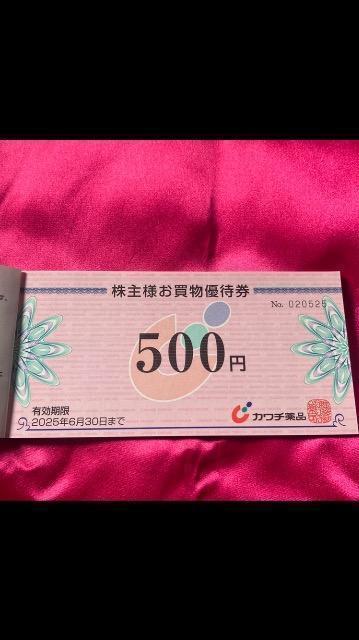 株主様お買物優待券
No. 020525
500円
有効期限
2025年6月30日まで
カワチ薬品